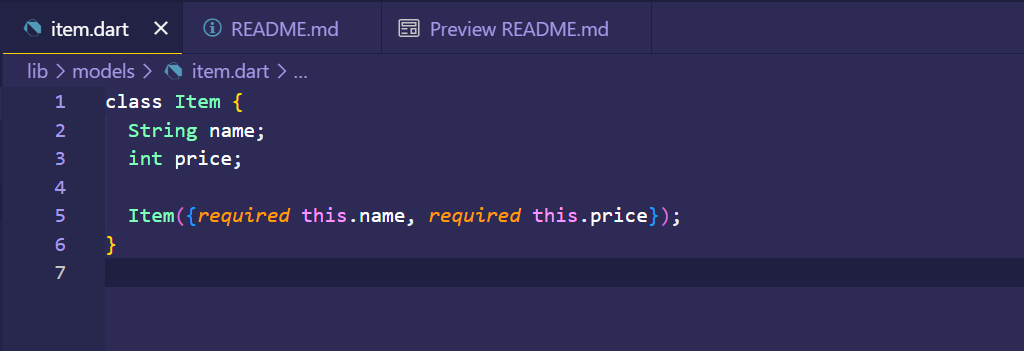 item.dart README.md Preview README.md
lib > models > item.dart > ...
1 class Item {
2   String name;
3   int price;
4
5   Item({required this.name, required this.price});
6 }
7